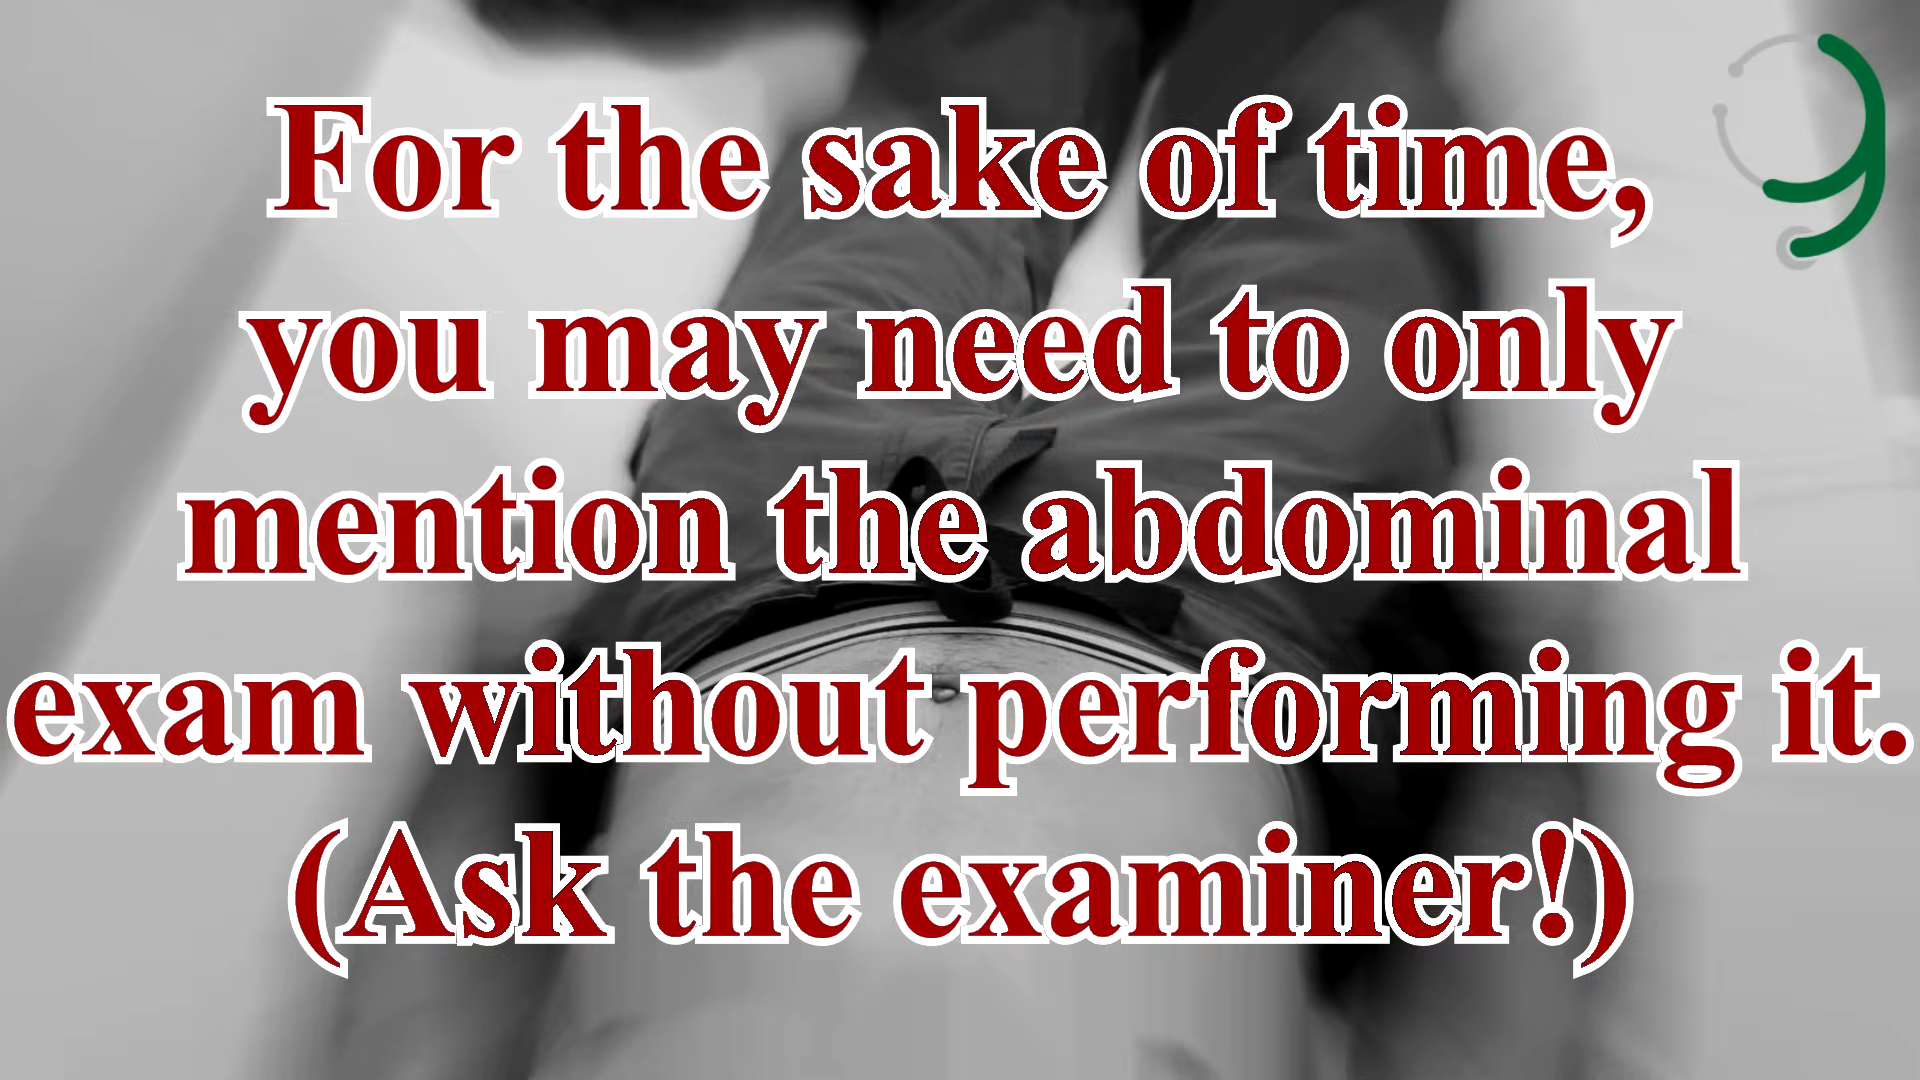 For the sake of time,
you may need to only
mention the abdominal
exam without performing it.
(Ask the examiner!)